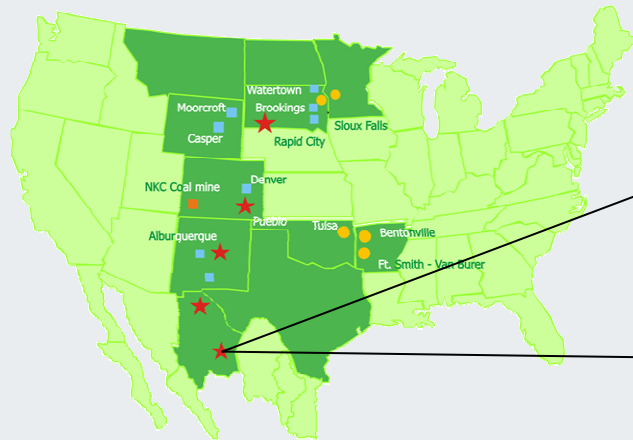 Watertown
Moorcroft
Brookings
Casper
Sioux Falls
Rapid City
Denver
NKC Coal mine
Pueblo
Tulsa
Alburquerque
Bentonville
Ft. Smith - Van Burer